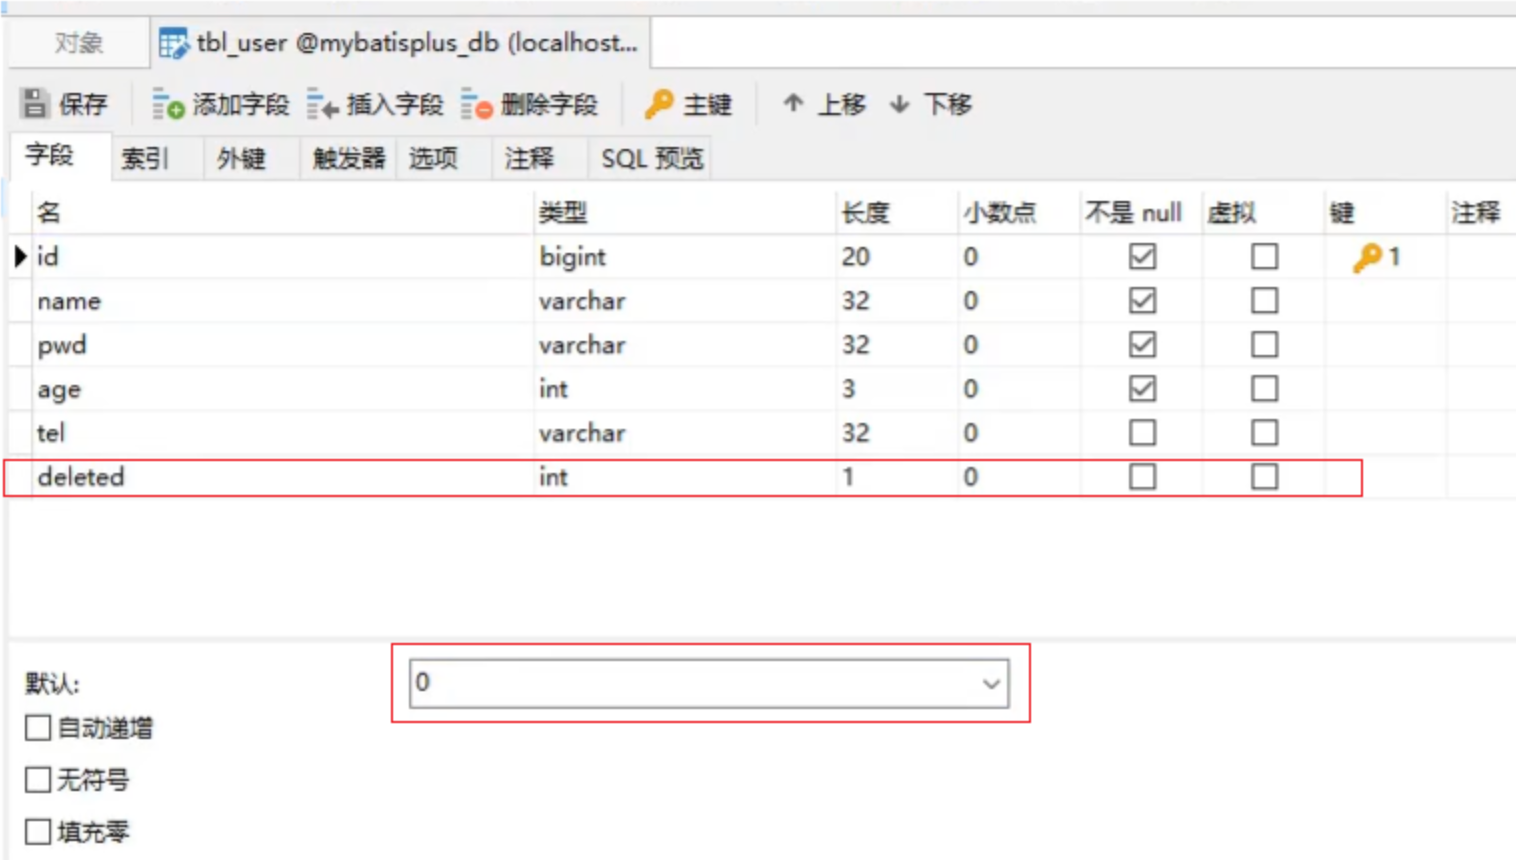 对象 tbl_user @mybatisplus_db (localhost...
保存 添加字段 插入字段 删除字段 主键 上移 下移
字段 索引 外键 触发器 选项 注释 SQL 预览
名 类型 长度 小数点 不是 null 虚拟 键 注释
id bigint 20 0 1
name varchar 32 0
pwd varchar 32 0
age int 3 0
tel varchar 32 0
deleted int 1 0
默认: 0
自动递增
无符号
填充零